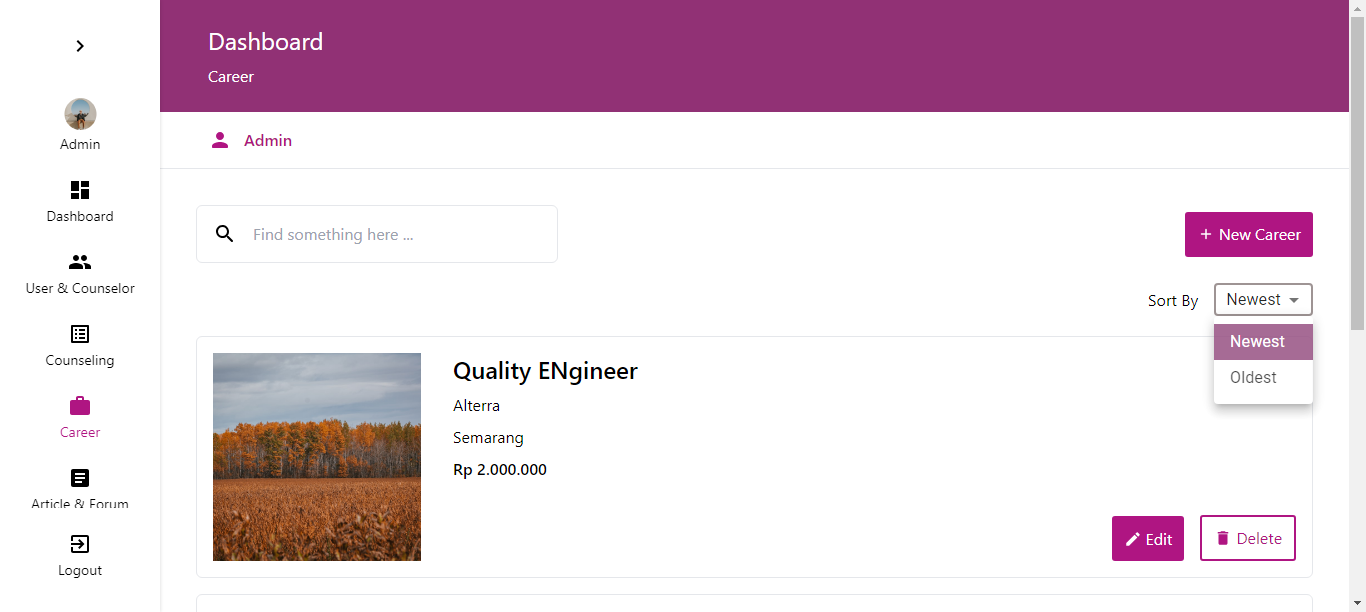 Dashboard
Career
Admin
Admin
Dashboard
User & Counselor
Counseling
Career
Article & Forum
Logout
Find something here ...
+ New Career
Sort By
Newest
Newest
Oldest
Quality ENgineer
Alterra
Semarang
Rp 2.000.000
Edit
Delete